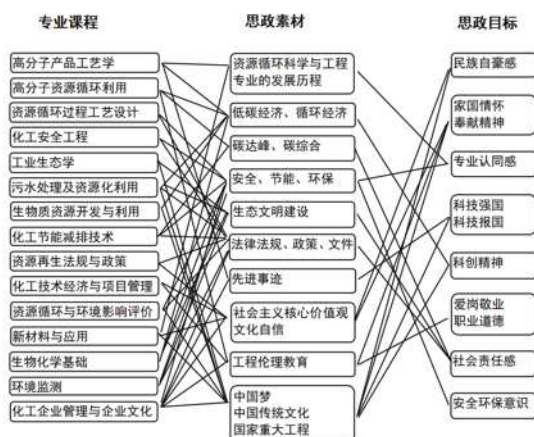 专业课程
思政素材
思政目标
高分子产品工艺学
高分子资源循环利用
资源循环过程工艺设计
化工安全工程
工业生态学
污水处理及资源化利用
生物质资源开发与利用
化工节能减排技术
资源再生法规与政策
化工技术经济与项目管理
资源循环与环境影响评价
新材料与应用
生物化学基础
环境监测
化工企业管理与企业文化
资源循环科学与工程
专业的发展历程
低碳经济、循环经济
碳达峰、碳综合
安全、节能、环保
生态文明建设
法律法规、政策、文件
先进事迹
社会主义核心价值观
文化自信
工程伦理教育
中国梦
中国传统文化
国家重大工程
民族自豪感
家国情怀
奉献精神
专业认同感
科技强国
科技报国
科创精神
爱岗敬业
职业道德
社会责任感
安全环保意识